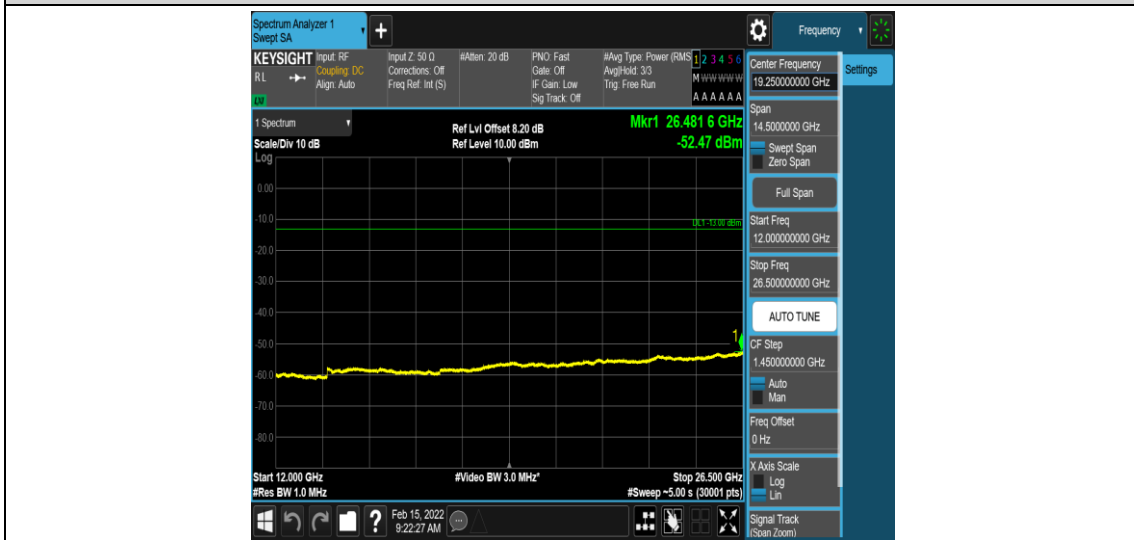 Spectrum Analyzer 1
Swept SA
+
Frequency
KEYSIGHT
RL
LXI
Input: RF
Coupling: DC
Align: Auto
Input Z: 50 Ω
Corrections: Off
Freq Ref: Int (S)
#Atten: 20 dB
PNO: Fast
Gate: Off
IF Gain: Low
Sig Track: Off
#Avg Type: Power (RMS
Avg|Hold: 3/3
Trig: Free Run
1 2 3 4 5 6
M W W W W W
A A A A A A
1 Spectrum
Scale/Div 10 dB
Ref Lvl Offset 8.20 dB
Ref Level 10.00 dBm
Mkr1 26.481 6 GHz
-52.47 dBm
Log
0.00
-10.0
DL1 -13.00 dBm
-20.0
-30.0
-40.0
1
-50.0
-60.0
-70.0
-80.0
Start 12.000 GHz
#Video BW 3.0 MHz*
Stop 26.500 GHz
#Res BW 1.0 MHz
#Sweep ~5.00 s (30001 pts)
?
Feb 15, 2022
9:22:27 AM
Center Frequency
19.250000000 GHz
Settings
Span
14.5000000 GHz
Swept Span
Zero Span
Full Span
Start Freq
12.000000000 GHz
Stop Freq
26.500000000 GHz
AUTO TUNE
CF Step
1.450000000 GHz
Auto
Man
Freq Offset
0 Hz
X Axis Scale
Log
Lin
Signal Track
(Span Zoom)